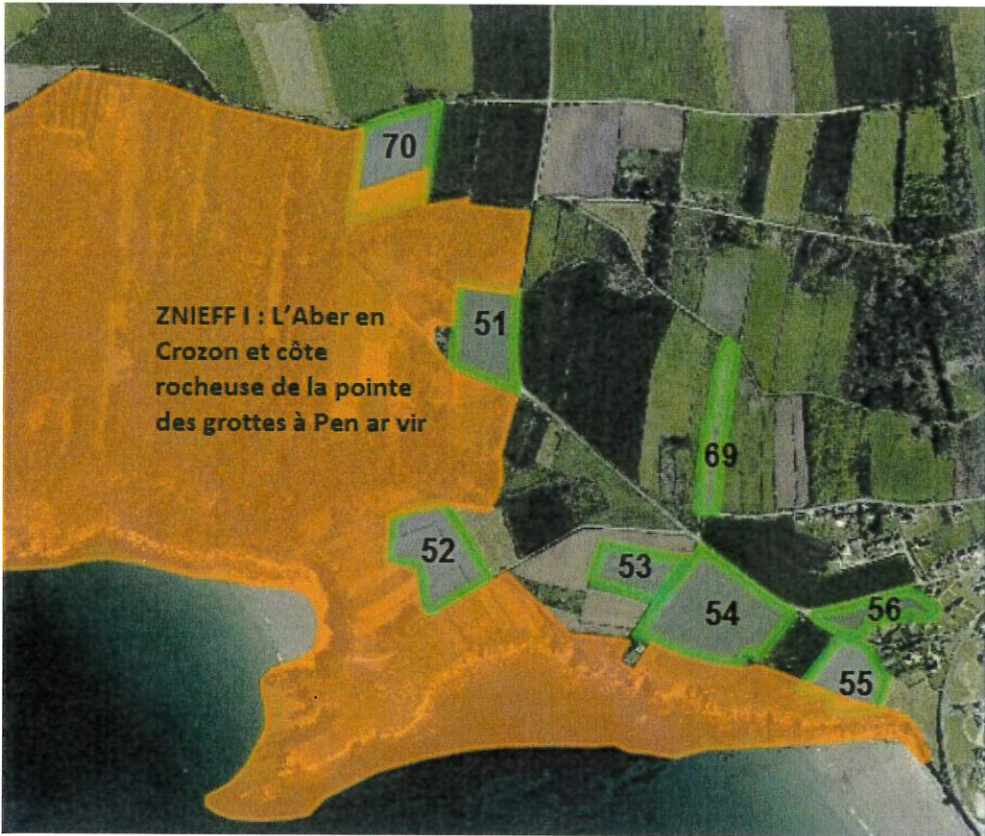 70
ZNIEFF I : L'Aber en
Crozon et côte
rocheuse de la pointe
des grottes à Pen ar vir
51
69
52
53
54
56
55